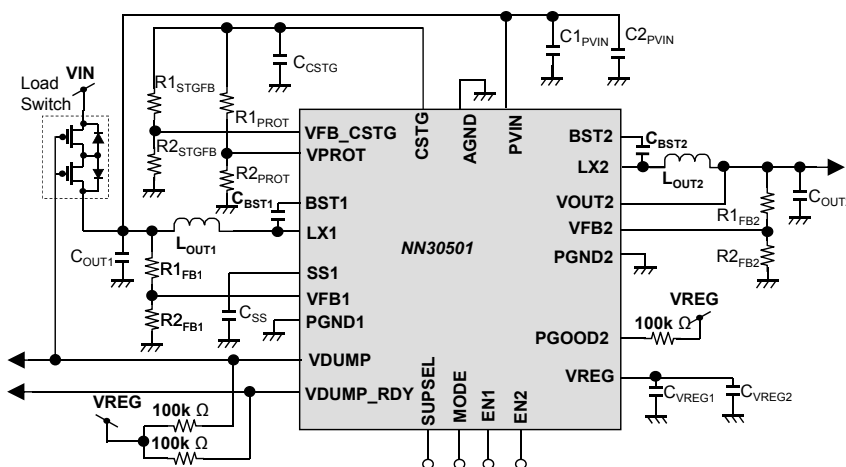 C1PVIN
C2PVIN
CCSTG
VIN
Load
Switch
R1STGFB
R1PROT
R2STGFB
R2PROT
CBST1
VFB_CSTG
VPROT
CSTG
AGND
PVIN
BST2
CBST2
LX2
LOUT2
VOUT2
R1FB2
COUT2
VFB2
R2FB2
PGND2
BST1
LX1
LOUT1
NN30501
COUT1
R1FB1
SS1
VFB1
CSS
R2FB1
PGND1
VREG
100k Ω
PGOOD2
VDUMP
VDUMP_RDY
VREG
CVREG1
CVREG2
VREG
100k Ω
100k Ω
SUPSEL
MODE
EN1
EN2